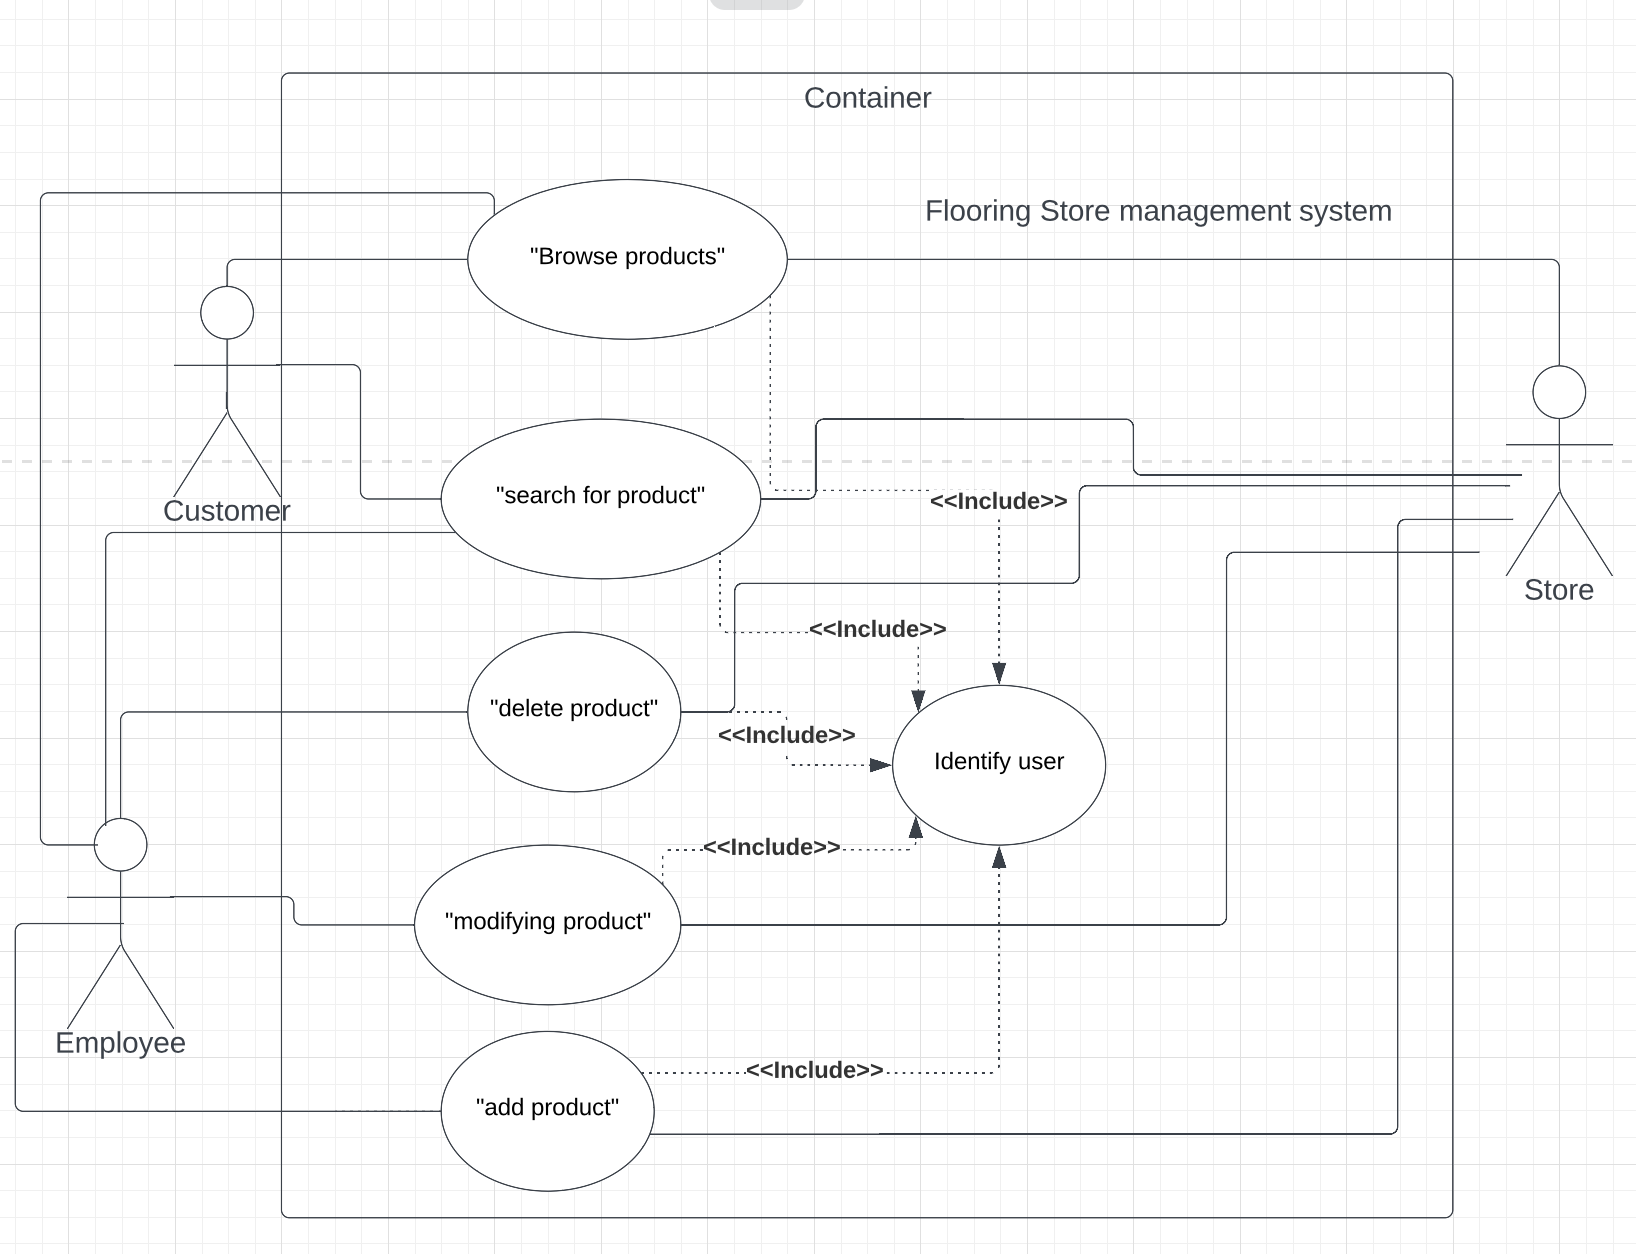 Container
Flooring Store management system
"Browse products"
"search for product"
<<Include>>
Customer
Store
<<Include>>
"delete product"
<<Include>>
Identify user
<<Include>>
"modifying product"
Employee
<<Include>>
"add product"